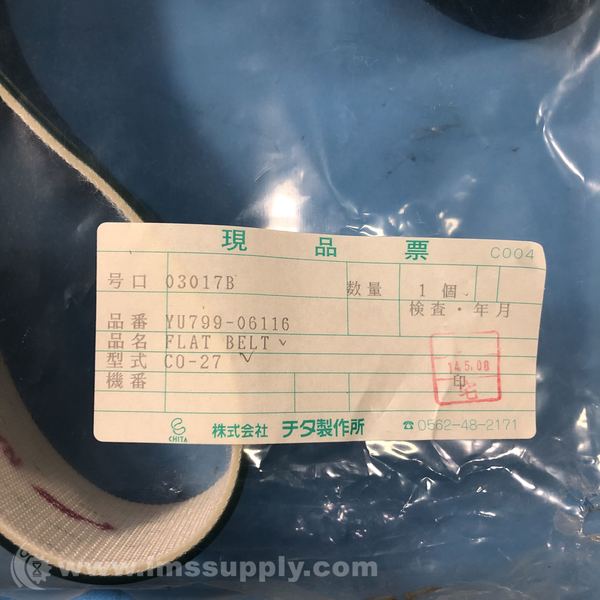 現品票
C004
号口 03017B
数量 1個
検査・年月
品番 YU799-06116
品名 FLAT BELT
型式 CO-27
機番
14.5.08
印
CHITA 株式会社 チタ製作所 ☎0562-48-2171
www.imssupply.com